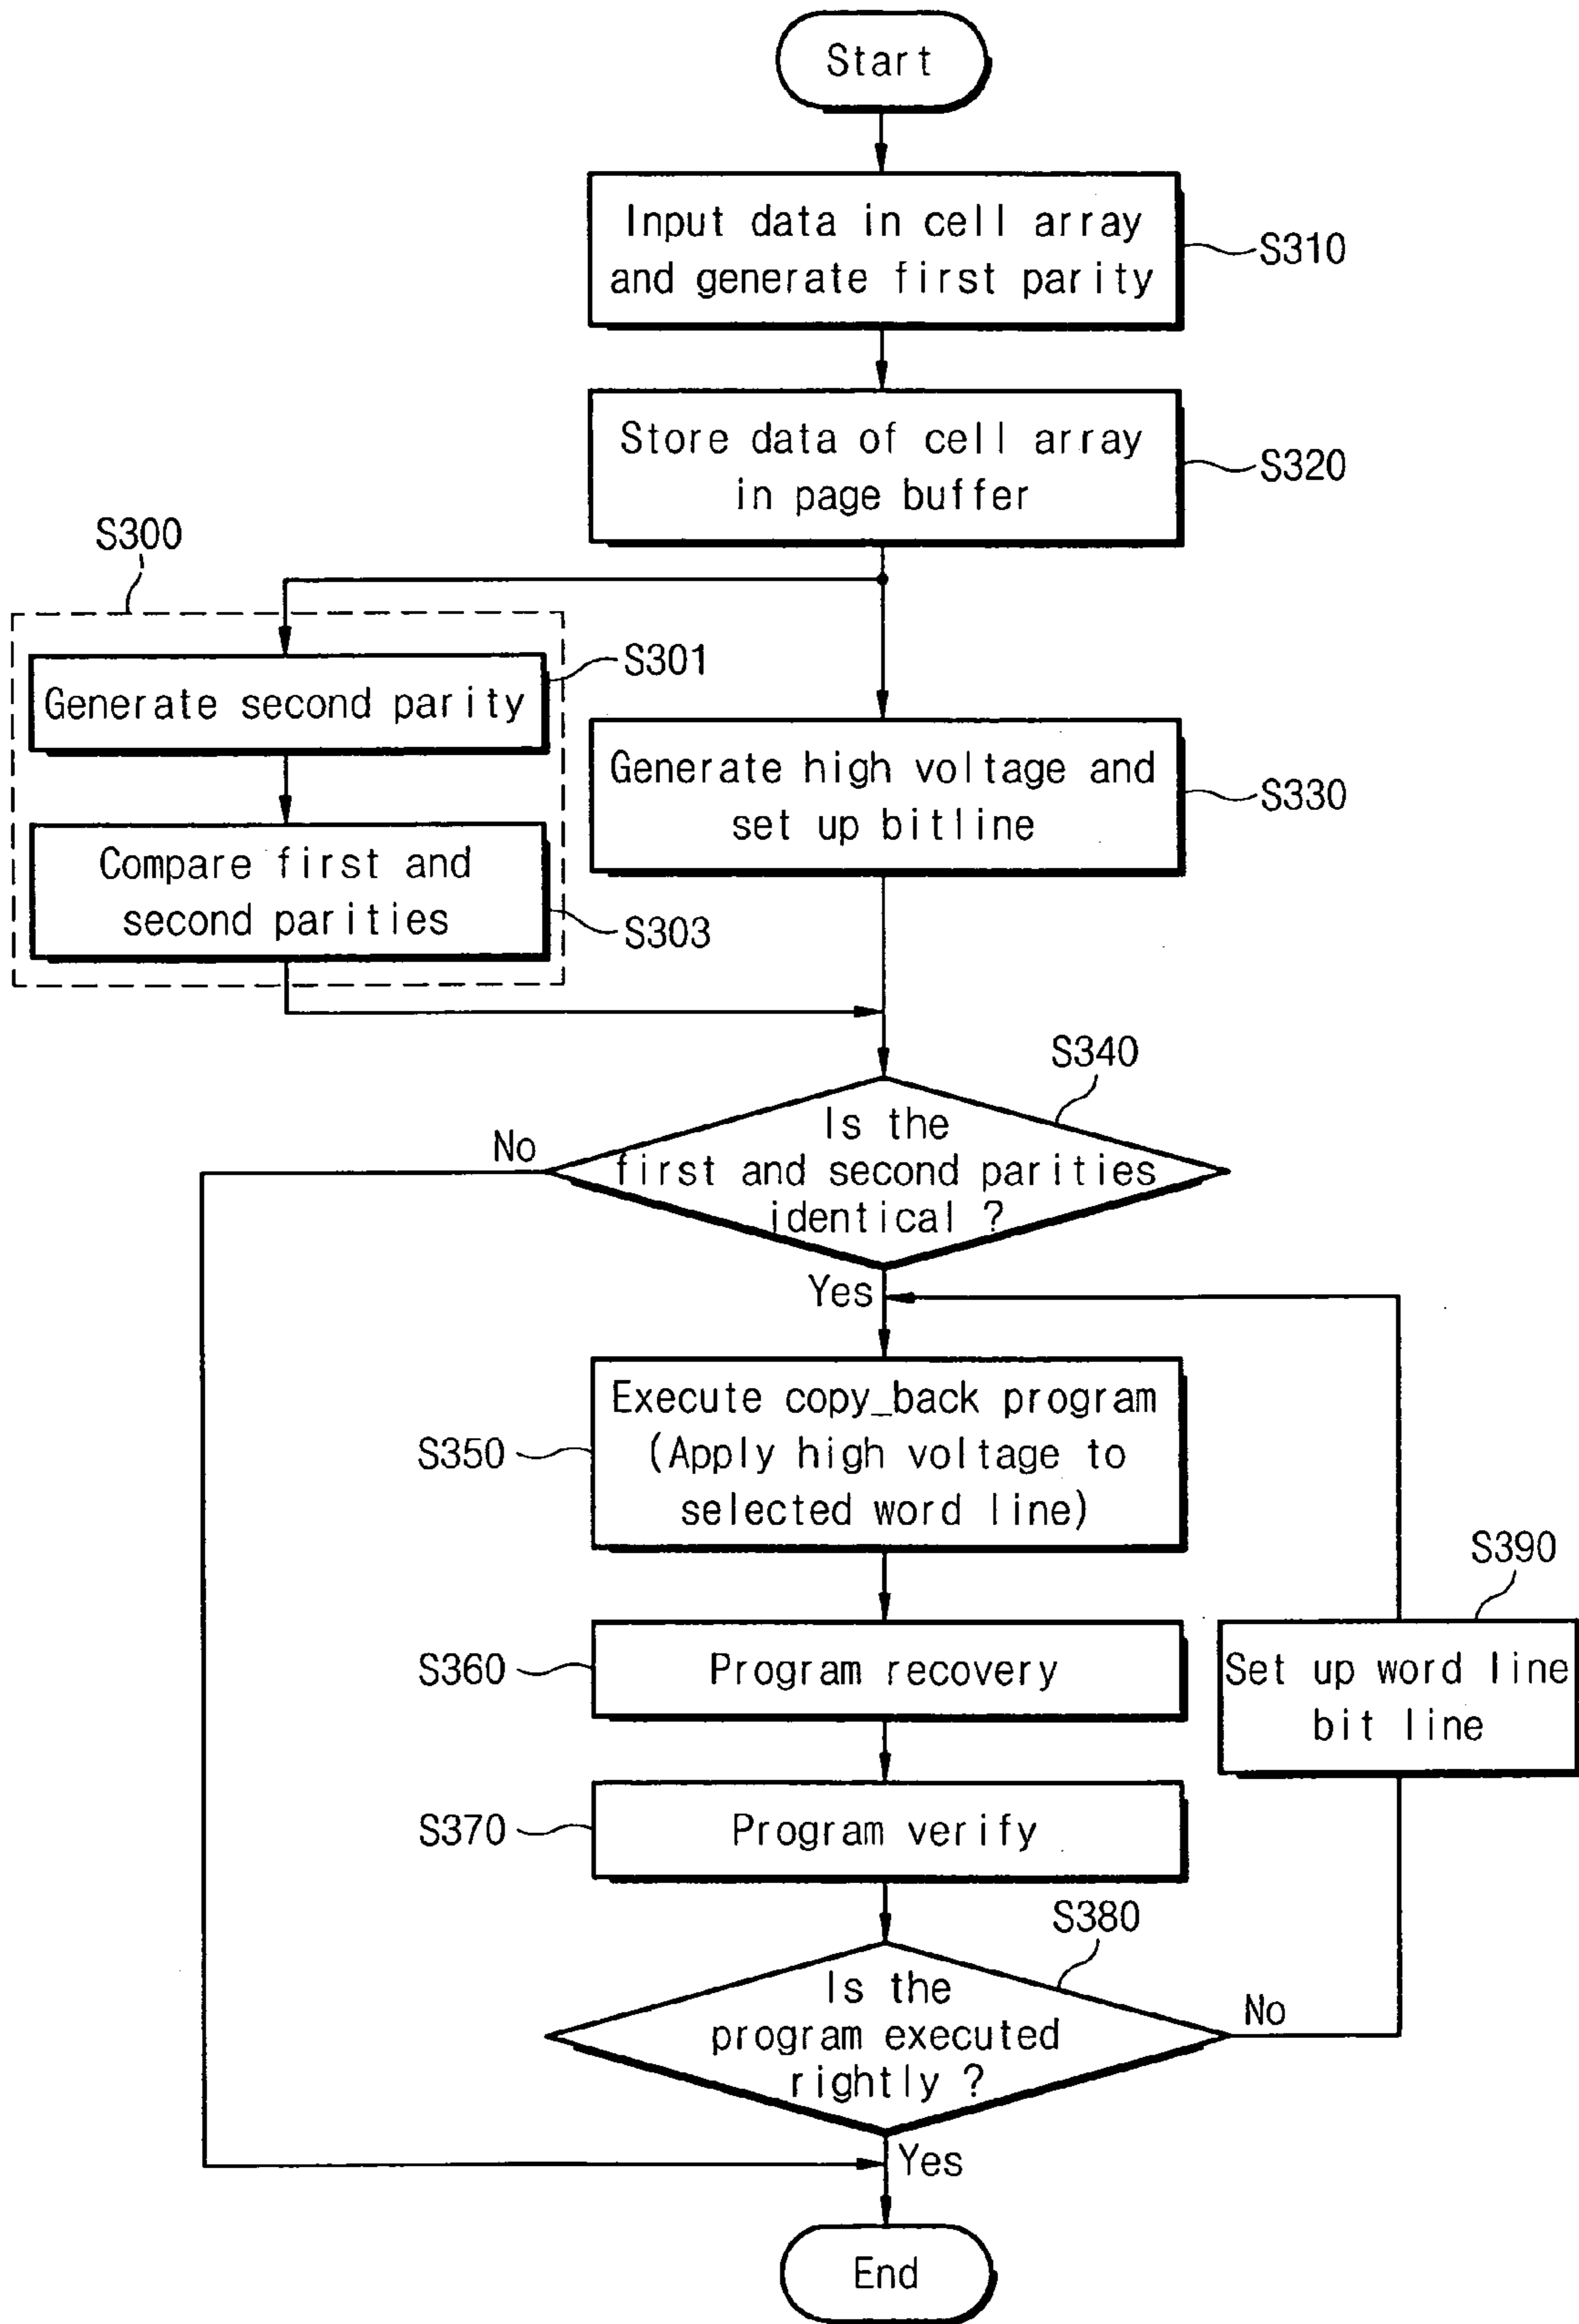 Start
Input data in cell array
and generate first parity
S310
Store data of cell array
in page buffer
S320
S300
Generate second parity
S301
Generate high voltage and
set up bitline
S330
Compare first and
second parities
S303
S340
Is the
first and second parities
identical ?
No
Yes
Execute copy_back program
(Apply high voltage to
selected word line)
S350
S390
Set up word line
bit line
Program recovery
S360
Program verify
S370
S380
Is the
program executed
rightly ?
No
Yes
End